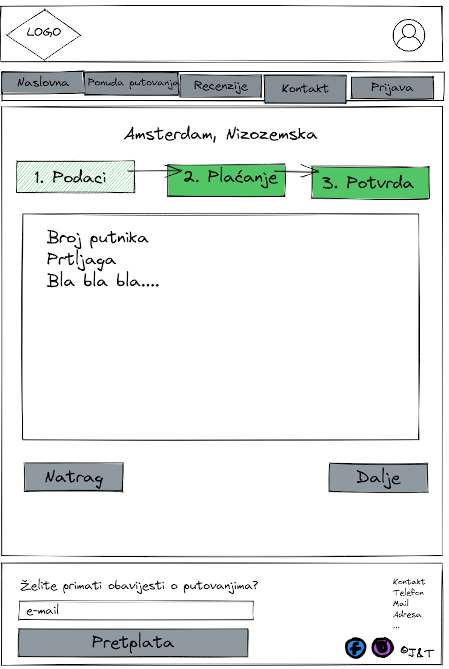 LOGO
Naslovna
Ponuda putovanja
Recenzije
Kontakt
Prijava
Amsterdam, Nizozemska
1. Podaci
2. Plaćanje
3. Potvrda
Broj putnika
Prtljaga
Bla bla bla....
Natrag
Dalje
Želite primati obavijesti o putovanjima?
e-mail
Pretplata
Kontakt
Telefon
Mail
Adresa
...
©J&T